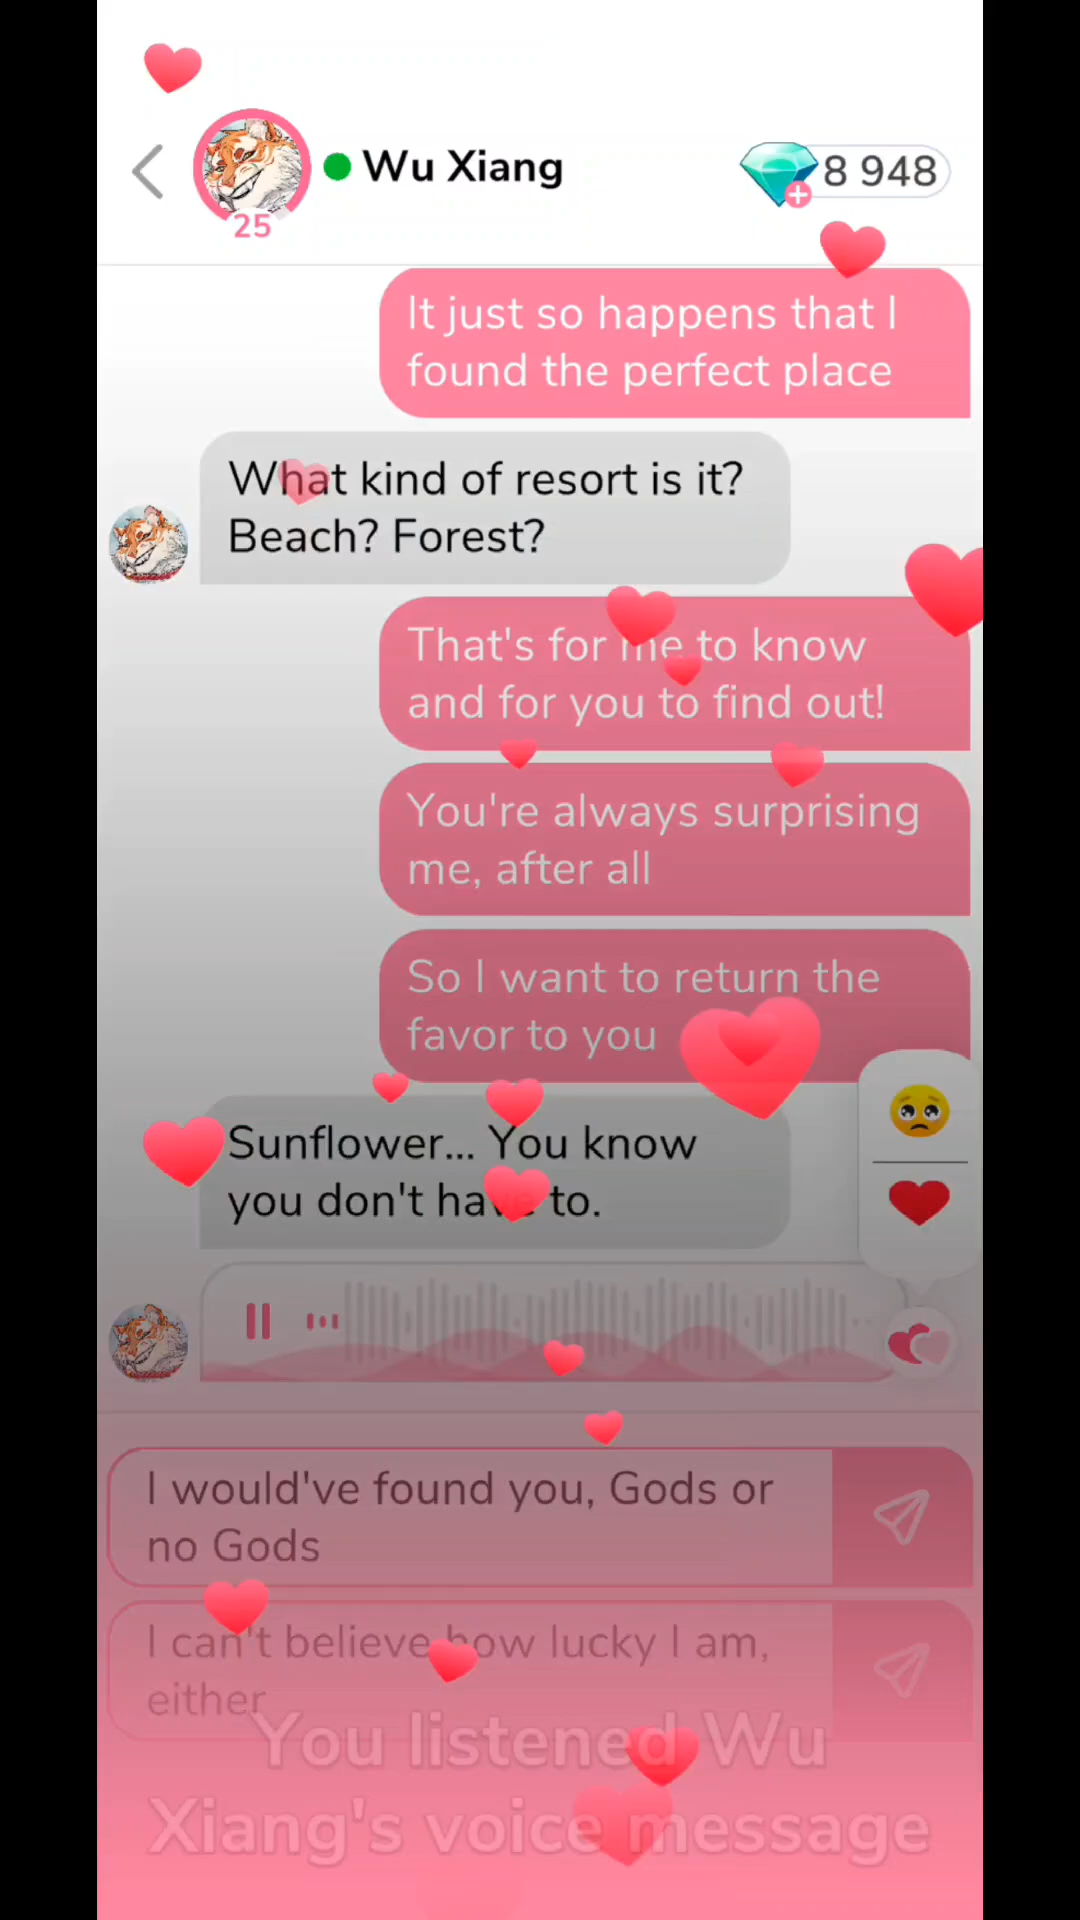 Wu Xiang
8 948
25
It just so happens that I
found the perfect place
What kind of resort is it?
Beach? Forest?
That's for me to know
and for you to find out!
You're always surprising
me, after all
So I want to return the
favor to you
Sunflower... You know
you don't have to.
I would've found you, Gods or
no Gods
I can't believe how lucky I am,
either
You listened Wu
Xiang's voice message